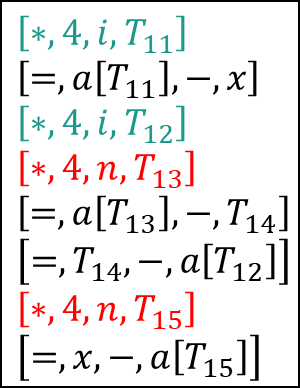 [∗, 4, i, T₁₁]
[=, a[T₁₁], −, x]
[∗, 4, i, T₁₂]
[∗, 4, n, T₁₃]
[=, a[T₁₃], −, T₁₄]
[=, T₁₄, −, a[T₁₂]]
[∗, 4, n, T₁₅]
[=, x, −, a[T₁₅]]